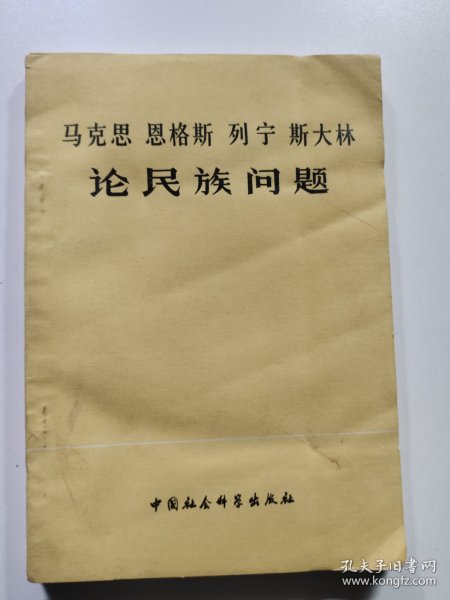 马克思 恩格斯 列宁 斯大林
论民族问题
中国社会科学出版社
孔夫子旧书网
www.kongfz.com